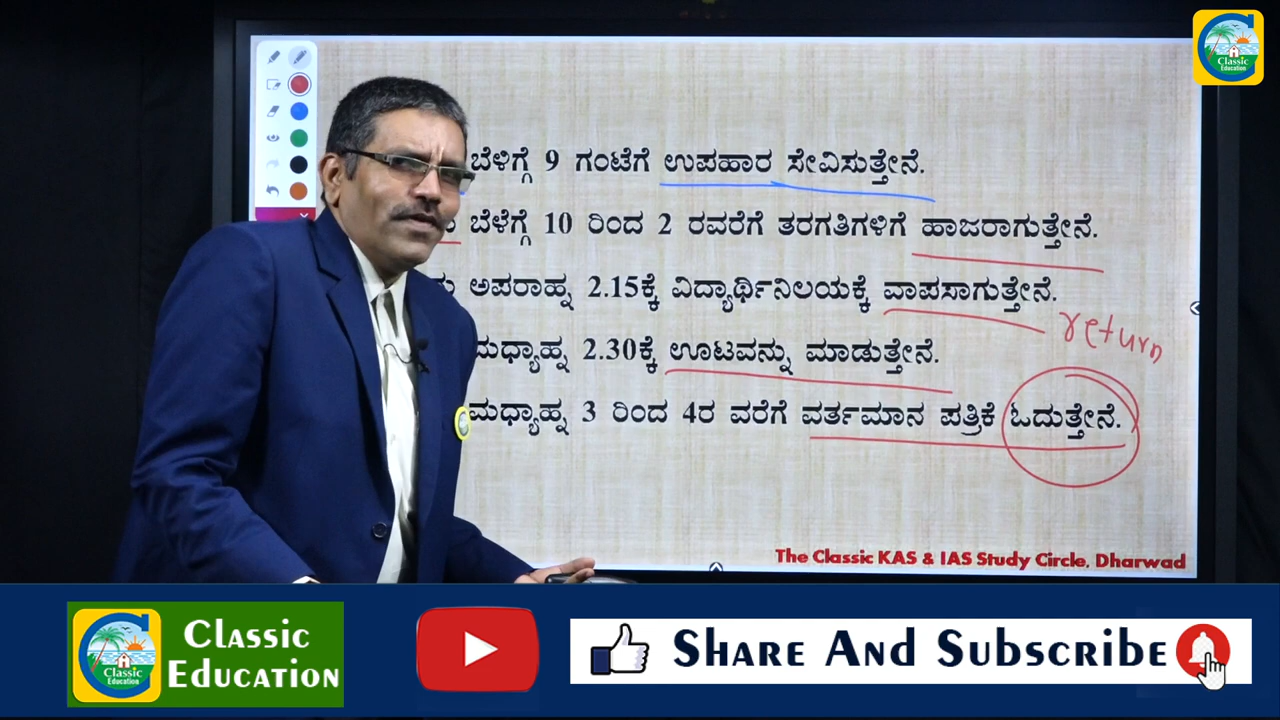 Classic
Education
ಬೆಳಿಗ್ಗೆ 9 ಗಂಟೆಗೆ ಉಪಹಾರ ಸೇವಿಸುತ್ತೇನೆ.
ಬೆಳೆಗ್ಗೆ 10 ರಿಂದ 2 ರವರೆಗೆ ತರಗತಿಗಳಿಗೆ ಹಾಜರಾಗುತ್ತೇನೆ.
ಅಪರಾಹ್ನ 2.15ಕ್ಕೆ ವಿದ್ಯಾರ್ಥಿನಿಲಯಕ್ಕೆ ವಾಪಸಾಗುತ್ತೇನೆ.
return
ಮಧ್ಯಾಹ್ನ 2.30ಕ್ಕೆ ಊಟವನ್ನು ಮಾಡುತ್ತೇನೆ.
ಮಧ್ಯಾಹ್ನ 3 ರಿಂದ 4ರ ವರೆಗೆ ವರ್ತಮಾನ ಪತ್ರಿಕೆ ಓದುತ್ತೇನೆ.
The Classic KAS & IAS Study Circle, Dharwad
Classic
Education
Classic
Education
Share And Subscribe